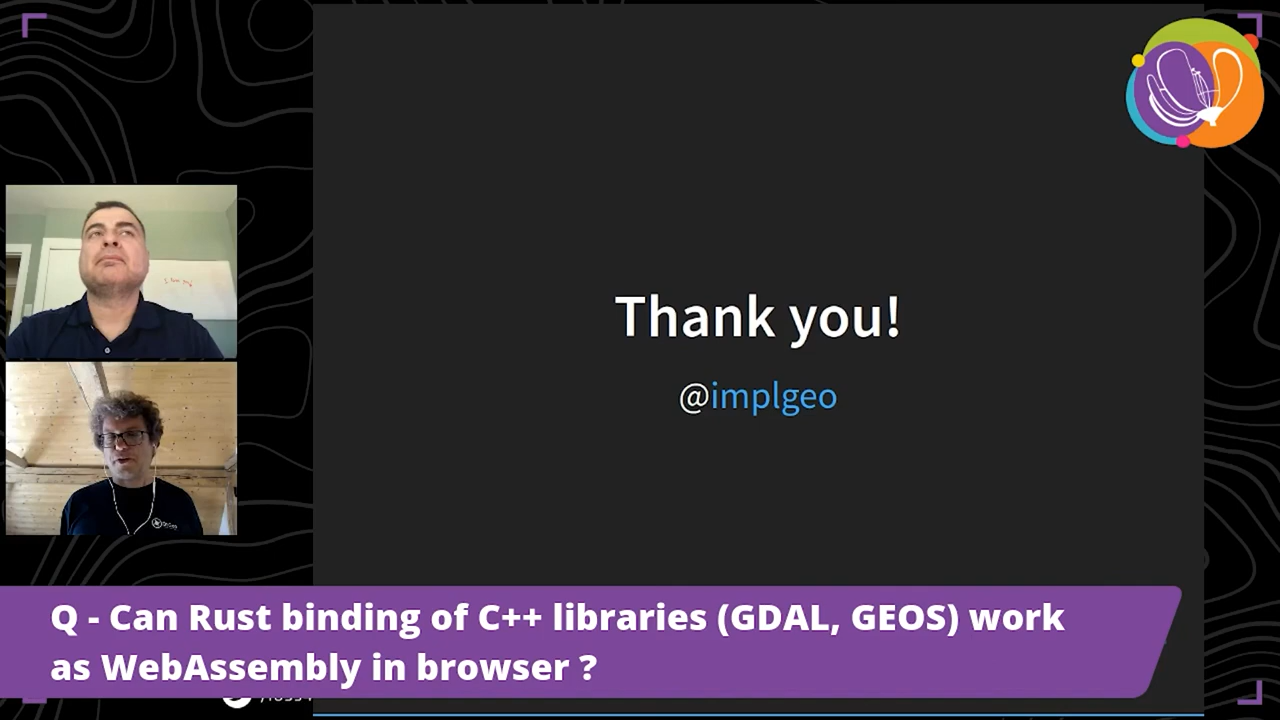 Thank you!
@implgeo
Q - Can Rust binding of C++ libraries (GDAL, GEOS) work
as WebAssembly in browser ?